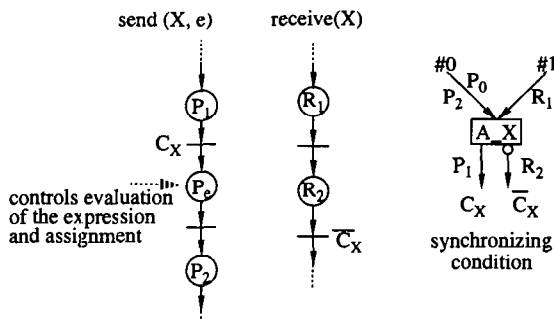 send (X, e)
receive(X)
P1
CX
Pe
controls evaluation
of the expression
and assignment
P2
R1
R2
C̅X
#0
#1
P0
P2
R1
A_X
P1
R2
CX
C̅X
synchronizing
condition